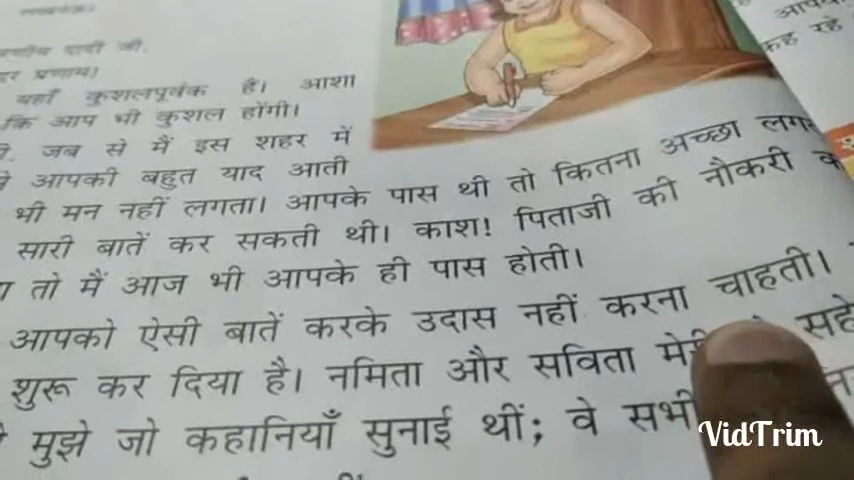 दादी जी,
प्रणाम।
यहाँ कुशलपूर्वक हैं। आशा
कि आप भी कुशल होंगी।
जब से मैं इस शहर में
आपकी बहुत याद आती
भी मन नहीं लगता। आपके पास थी तो कितना अच्छा
सारी बातें कर सकती थी। काश! पिताजी की नौकरी
तो मैं आज भी आपके ही पास होती।
आपको ऐसी बातें करके उदास नहीं करना चाहती।
शुरू कर दिया है। नमिता और सविता
मुझे जो कहानियाँ सुनाई थीं; वे सभी
रहे
VidTrim